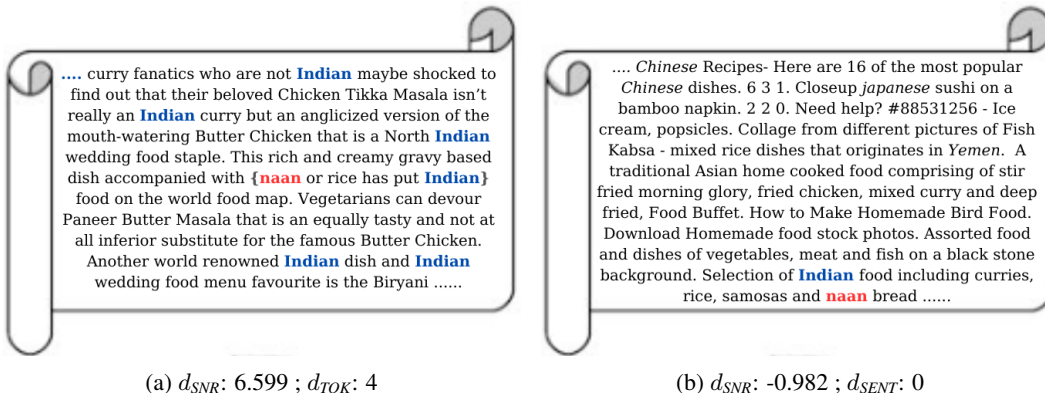 .... curry fanatics who are not Indian maybe shocked to
find out that their beloved Chicken Tikka Masala isn't
really an Indian curry but an anglicized version of the
mouth-watering Butter Chicken that is a North Indian
wedding food staple. This rich and creamy gravy based
dish accompanied with {naan or rice has put Indian}
food on the world food map. Vegetarians can devour
Paneer Butter Masala that is an equally tasty and not at
all inferior substitute for the famous Butter Chicken.
Another world renowned Indian dish and Indian
wedding food menu favourite is the Biryani ......
(a) dSNR: 6.599 ; dTOK: 4
.... Chinese Recipes- Here are 16 of the most popular
Chinese dishes. 6 3 1. Closeup japanese sushi on a
bamboo napkin. 2 2 0. Need help? #88531256 - Ice
cream, popsicles. Collage from different pictures of Fish
Kabsa - mixed rice dishes that originates in Yemen. A
traditional Asian home cooked food comprising of stir
fried morning glory, fried chicken, mixed curry and deep
fried, Food Buffet. How to Make Homemade Bird Food.
Download Homemade food stock photos. Assorted food
and dishes of vegetables, meat and fish on a black stone
background. Selection of Indian food including curries,
rice, samosas and naan bread ......
(b) dSNR: -0.982 ; dSENT: 0